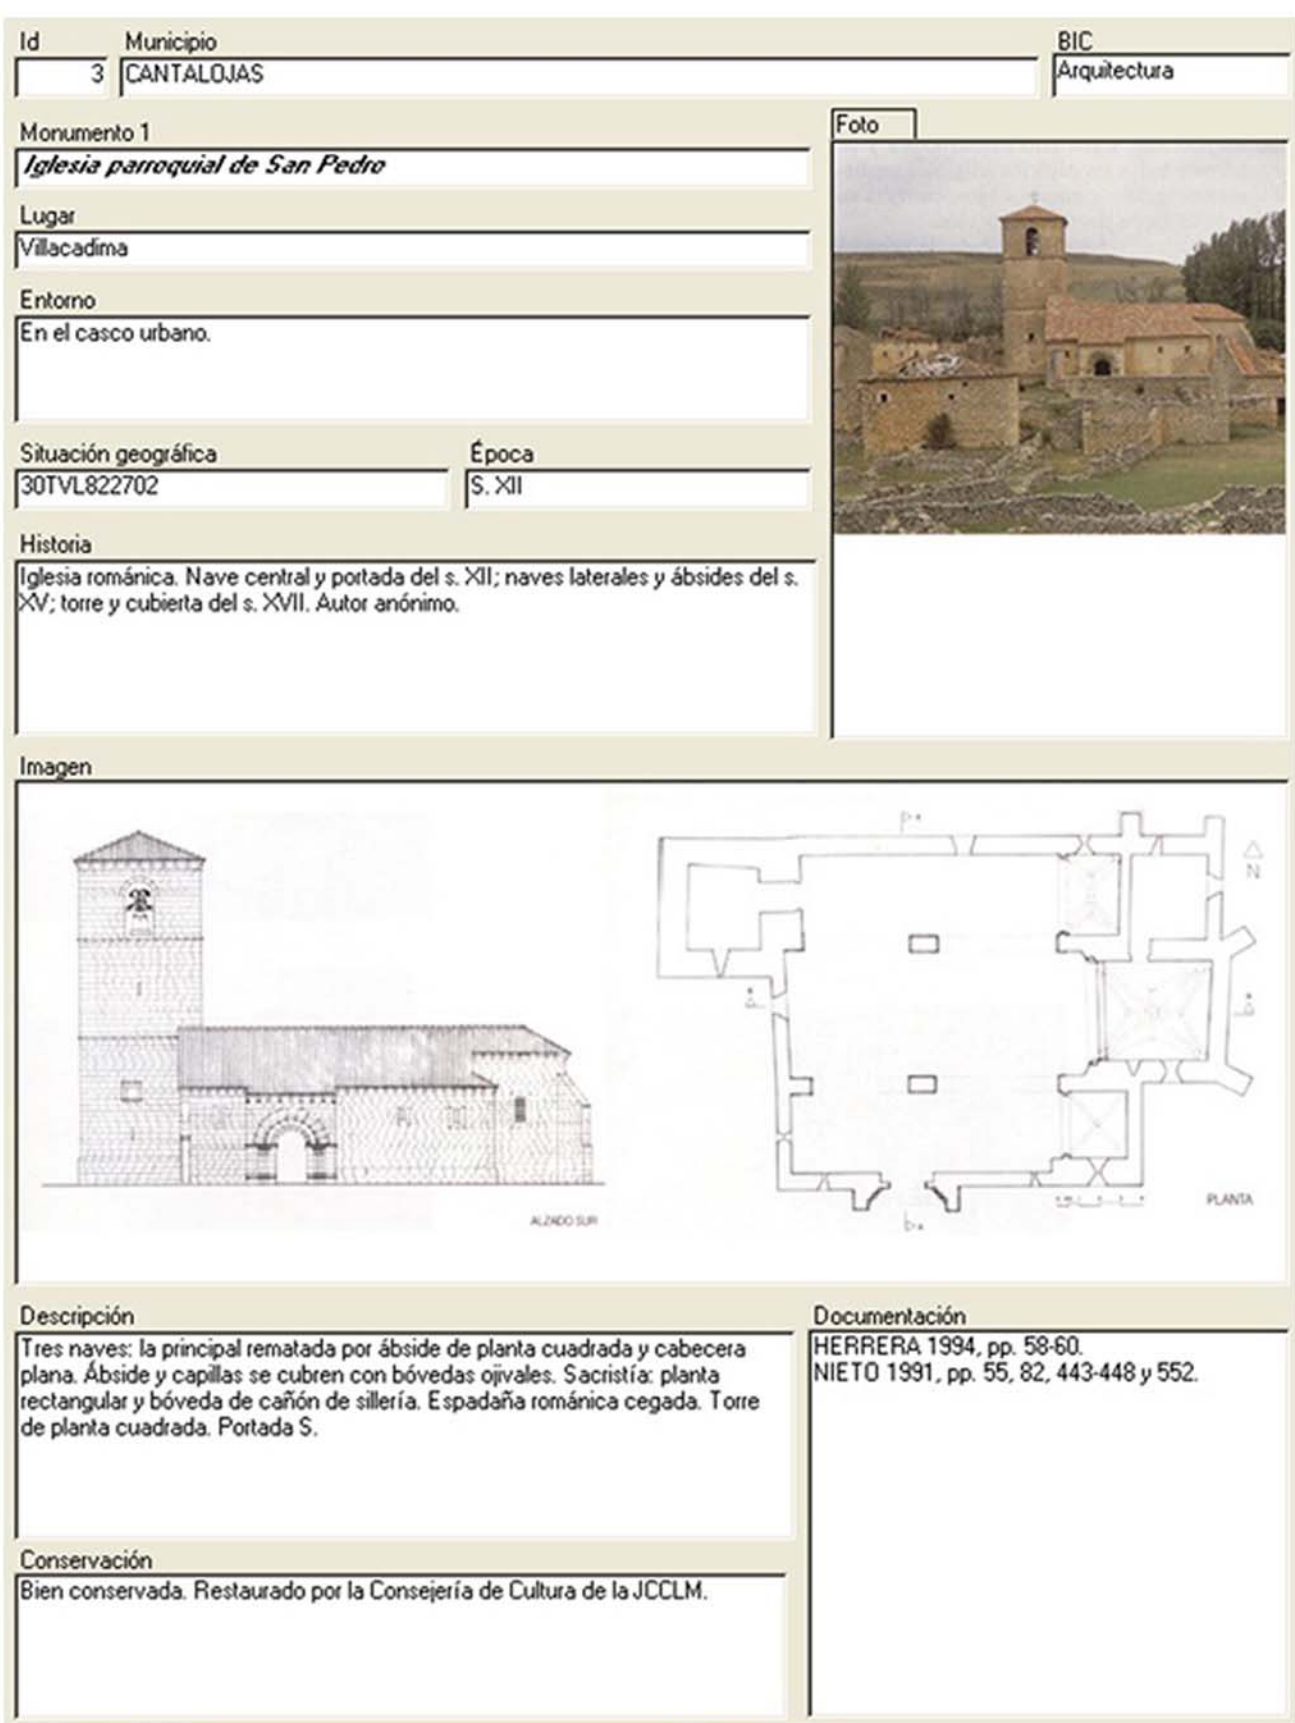 Id Municipio BIC
3 CANTALOJAS Arquitectura
Monumento 1
Iglesia parroquial de San Pedro
Foto
Lugar
Villacadima
Entorno
En el casco urbano.
Situación geográfica Época
30TVL822702 S. XII
Historia
Iglesia románica. Nave central y portada del s. XII; naves laterales y ábsides del s.
XV; torre y cubierta del s. XVII. Autor anónimo.
Imagen
N
ALZADO SUR
PLANTA
Descripción
Tres naves: la principal rematada por ábside de planta cuadrada y cabecera
plana. Ábside y capillas se cubren con bóvedas ojivales. Sacristía: planta
rectangular y bóveda de cañón de sillería. Espadaña románica cegada. Torre
de planta cuadrada. Portada S.
Documentación
HERRERA 1994, pp. 58-60.
NIETO 1991, pp. 55, 82, 443-448 y 552.
Conservación
Bien conservada. Restaurado por la Consejería de Cultura de la JCCLM.